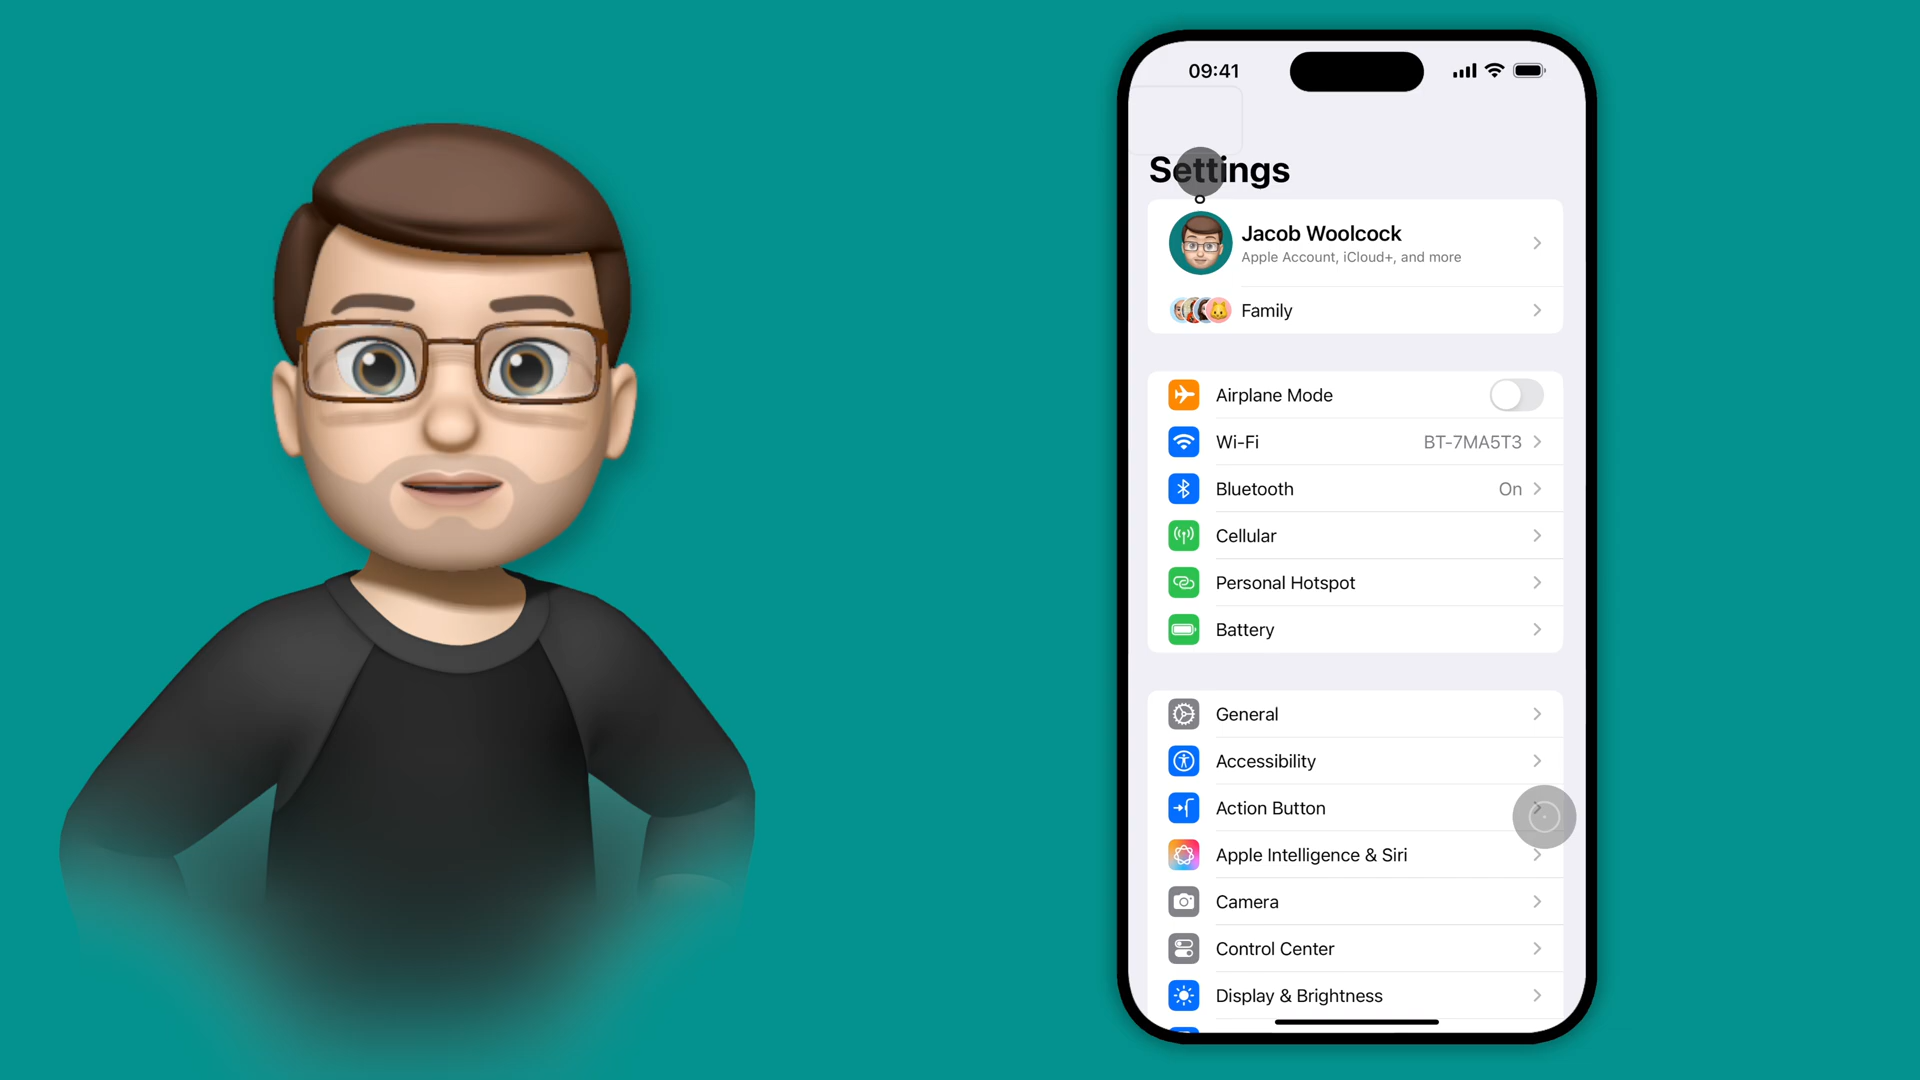 09:41
Settings
Jacob Woolcock
Apple Account, iCloud+, and more
Family
Airplane Mode
Wi-Fi BT-7MA5T3
Bluetooth On
Cellular
Personal Hotspot
Battery
General
Accessibility
Action Button
Apple Intelligence & Siri
Camera
Control Center
Display & Brightness